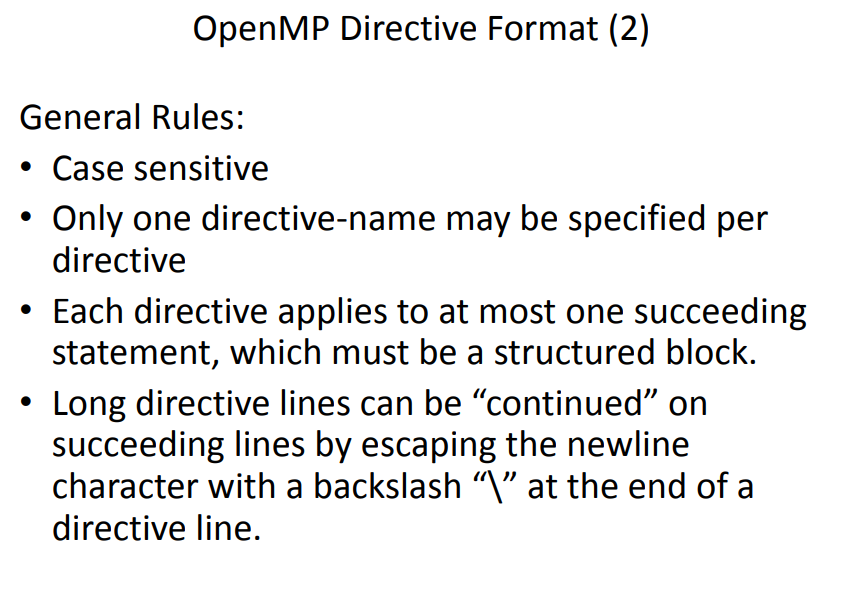 OpenMP Directive Format (2)
General Rules:
• Case sensitive
• Only one directive-name may be specified per
directive
• Each directive applies to at most one succeeding
statement, which must be a structured block.
• Long directive lines can be “continued” on
succeeding lines by escaping the newline
character with a backslash “\” at the end of a
directive line.